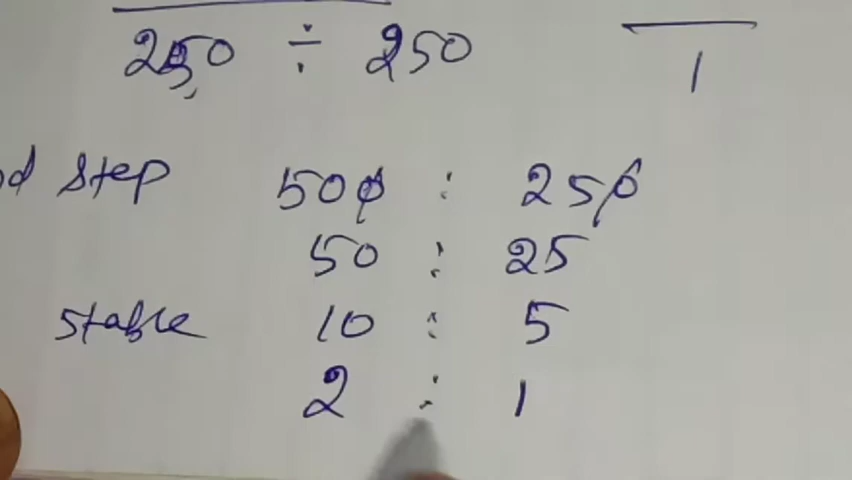 250 ÷ 250
1
step 500 : 250
50 : 25
stable 10 : 5
2 : 1